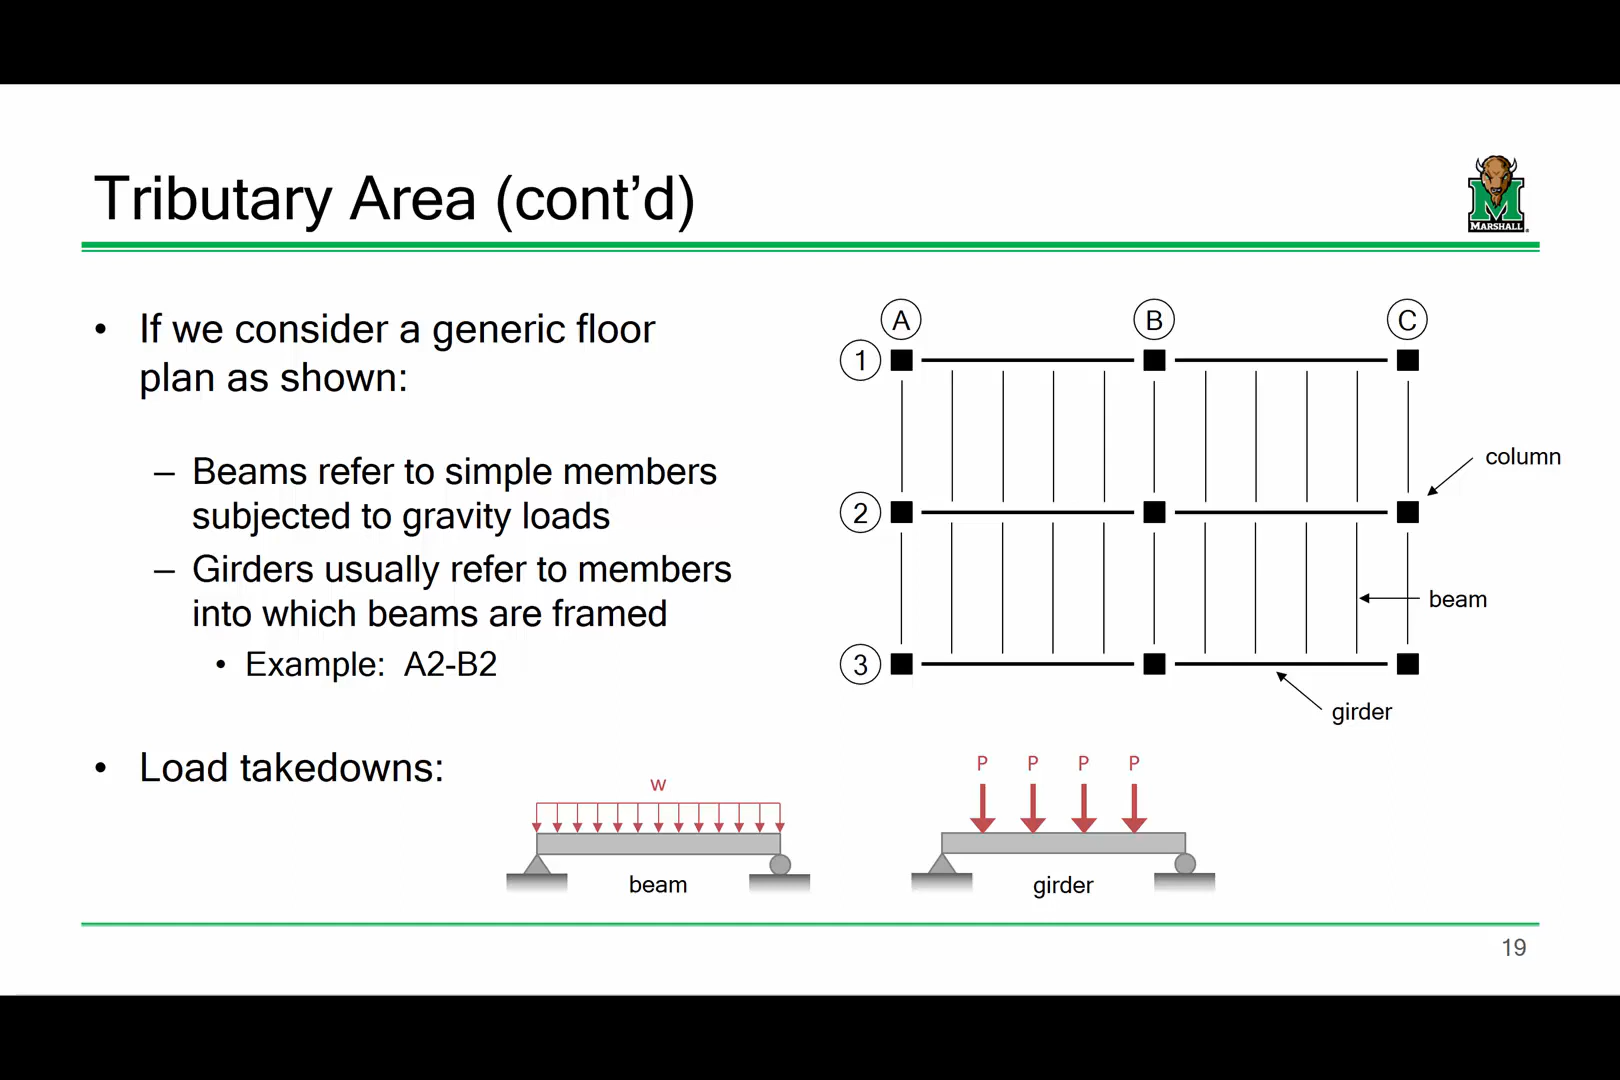 Tributary Area (cont’d)
MARSHALL
• If we consider a generic floor
plan as shown:
– Beams refer to simple members
subjected to gravity loads
– Girders usually refer to members
into which beams are framed
• Example: A2-B2
• Load takedowns:
A B C
1
2
3
column
beam
girder
w
beam
P P P P
girder
19